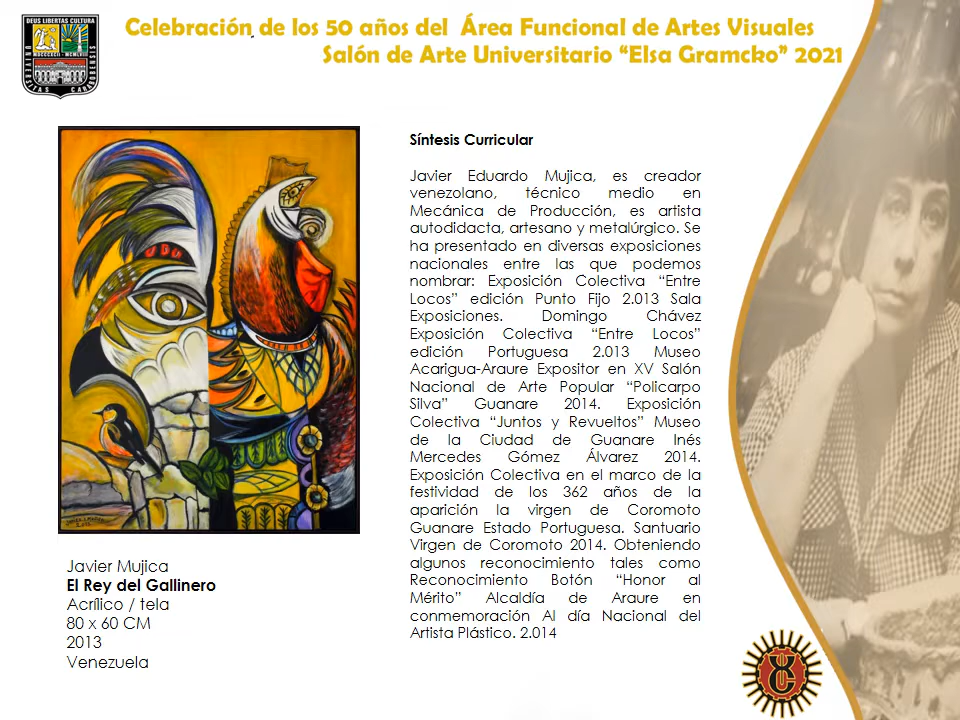 Celebración de los 50 años del Área Funcional de Artes Visuales
Salón de Arte Universitario “Elsa Gramcko” 2021
DEUS LIBERTAS CULTURA
UNIVERSITAS CARABOBENSIS
Síntesis Curricular
Javier Eduardo Mujica, es creador
venezolano, técnico medio en
Mecánica de Producción, es artista
autodidacta, artesano y metalúrgico. Se
ha presentado en diversas exposiciones
nacionales entre las que podemos
nombrar: Exposición Colectiva “Entre
Locos” edición Punto Fijo 2.013 Sala
Exposiciones. Domingo Chávez
Exposición Colectiva “Entre Locos”
edición Portuguesa 2.013 Museo
Acarigua-Araure Expositor en XV Salón
Nacional de Arte Popular “Policarpo
Silva” Guanare 2014. Exposición
Colectiva “Juntos y Revueltos” Museo
de la Ciudad de Guanare Inés
Mercedes Gómez Álvarez 2014.
Exposición Colectiva en el marco de la
festividad de los 362 años de la
aparición la virgen de Coromoto
Guanare Estado Portuguesa. Santuario
Virgen de Coromoto 2014. Obteniendo
algunos reconocimiento tales como
Reconocimiento Botón “Honor al
Mérito” Alcaldía de Araure en
conmemoración Al día Nacional del
Artista Plástico. 2.014
Javier Mujica
El Rey del Gallinero
Acrílico / tela
80 x 60 CM
2013
Venezuela